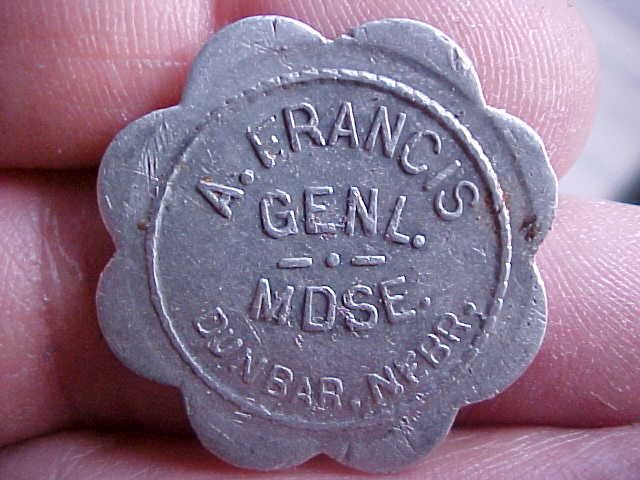 A. FRANCIS
GENL.
MDSE.
DUNBAR, NEBR.